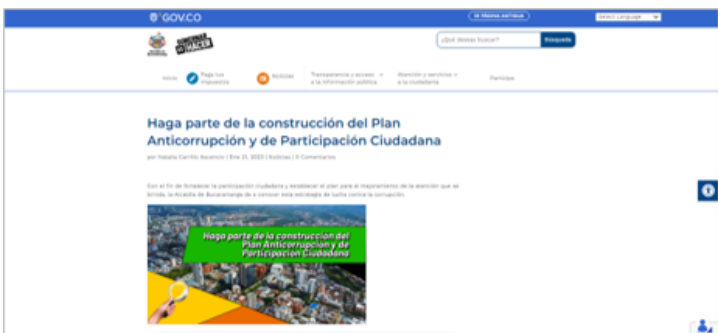 GOV.CO
IR PÁGINA ANTIGUA
Select Language
GOBERNAR
ES HACER
¿Qué deseas buscar?
Búsqueda
Inicio
Paga tus
impuestos
Noticias
Transparencia y acceso
a la información pública
Atención y servicios
a la ciudadanía
Participa
Haga parte de la construcción del Plan
Anticorrupción y de Participación Ciudadana
por Natalia Carrillo Ascencio | Ene 21, 2023 | Noticias | 0 Comentarios
Con el fin de fortalecer la participación ciudadana y establecer el plan para el mejoramiento de la atención que se
brinda, la Alcaldía de Bucaramanga da a conocer esta estrategia de lucha contra la corrupción.
Haga parte de la construcción del
Plan Anticorrupción y de
Participación Ciudadana